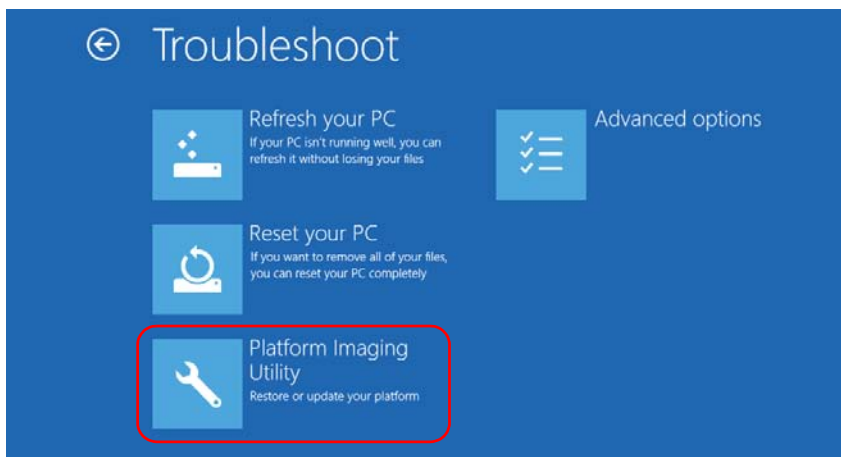 Troubleshoot
Refresh your PC
If your PC isn't running well, you can
refresh it without losing your files
Advanced options
Reset your PC
If you want to remove all of your files,
you can reset your PC completely
Platform Imaging
Utility
Restore or update your platform